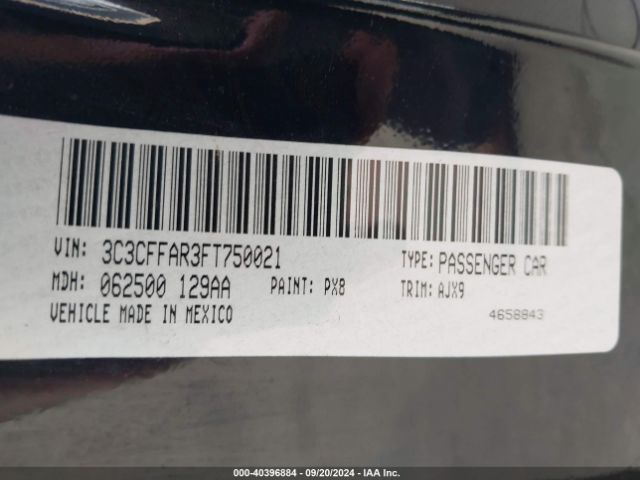 VIN: 3C3CFFAR3FT750021 TYPE: PASSENGER CAR
MDH: 062500 129AA PAINT: PX8 TRIM: AJX9
VEHICLE MADE IN MEXICO 4658843
000-40396884 - 09/20/2024 - IAA Inc.